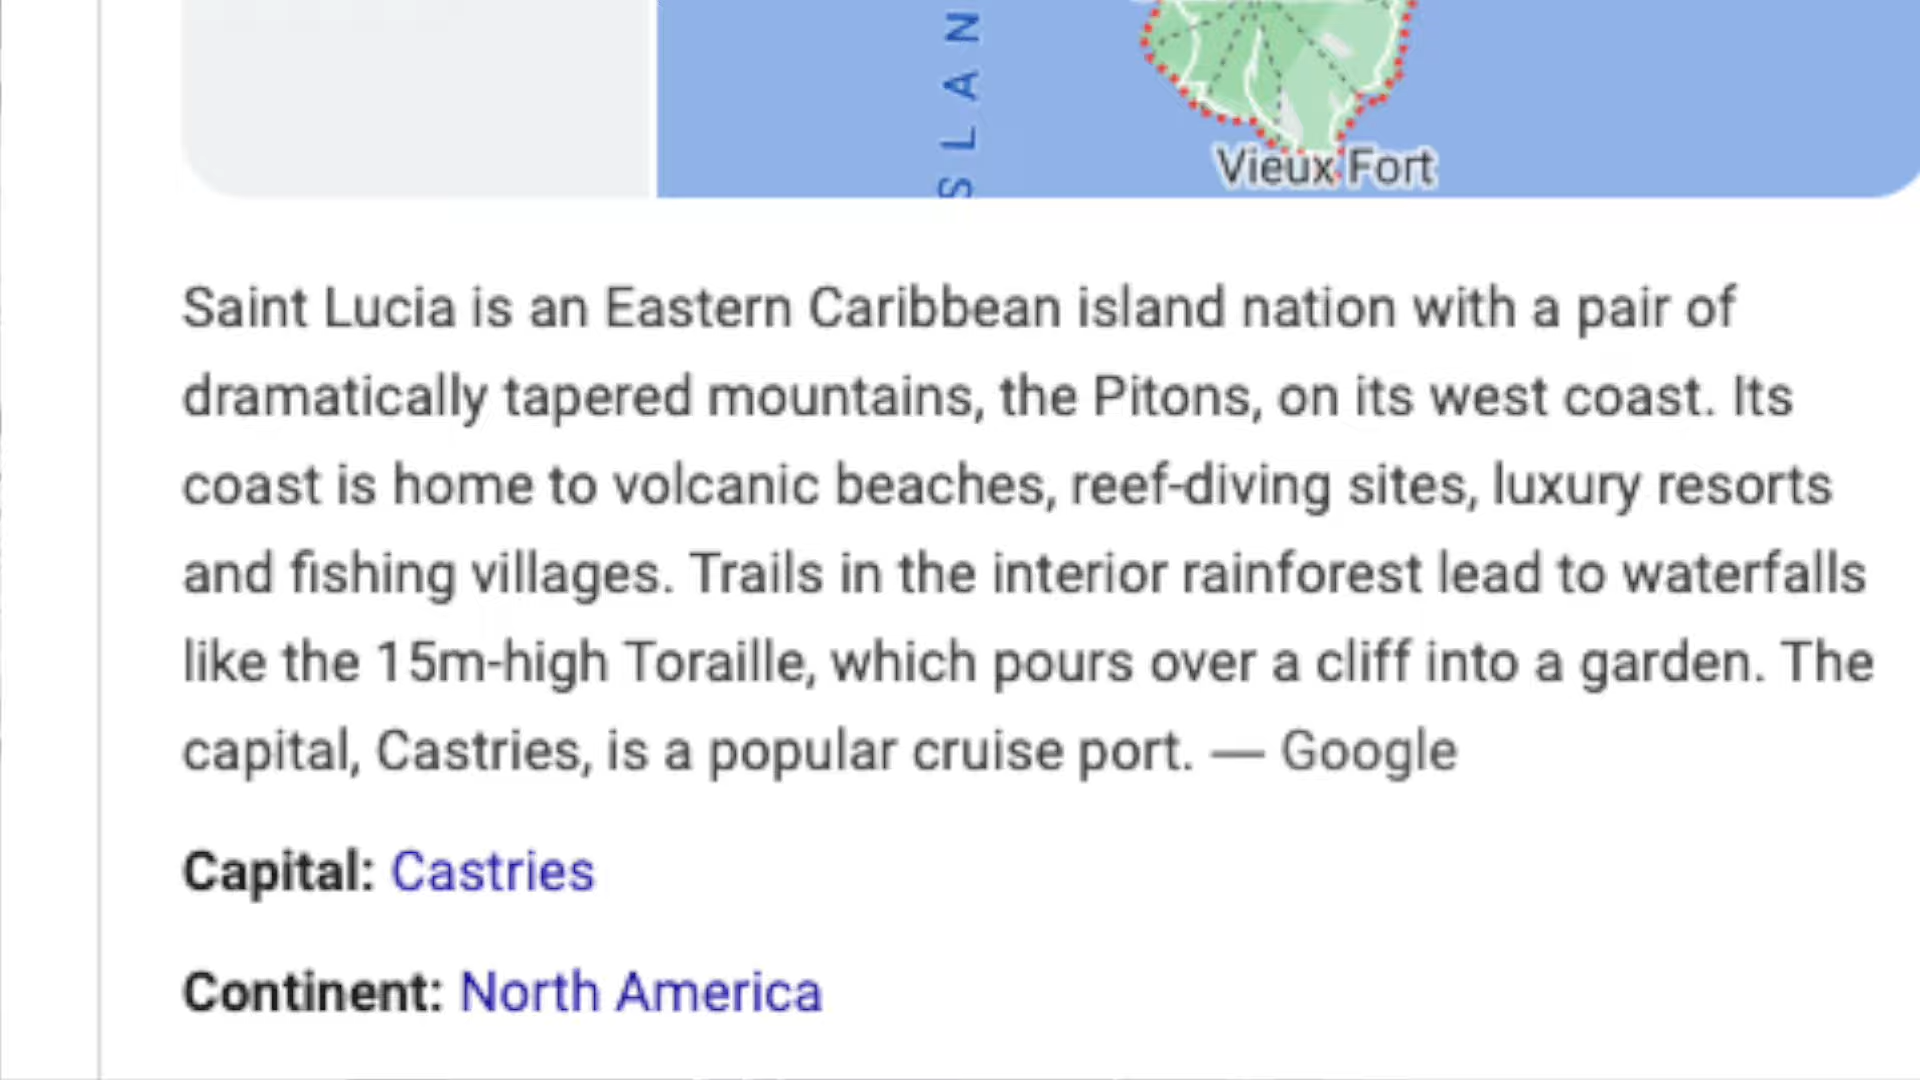 SLAN
Vieux Fort
Saint Lucia is an Eastern Caribbean island nation with a pair of
dramatically tapered mountains, the Pitons, on its west coast. Its
coast is home to volcanic beaches, reef-diving sites, luxury resorts
and fishing villages. Trails in the interior rainforest lead to waterfalls
like the 15m-high Toraille, which pours over a cliff into a garden. The
capital, Castries, is a popular cruise port. — Google
Capital: Castries
Continent: North America